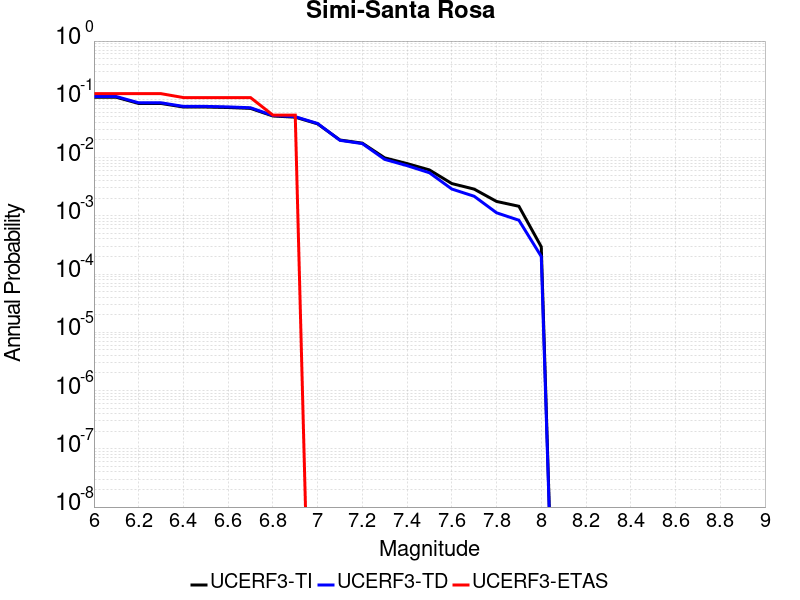 Simi-Santa Rosa
10^0
10^-1
10^-2
10^-3
10^-4
10^-5
10^-6
10^-7
10^-8
Annual Probability
6 6.2 6.4 6.6 6.8 7 7.2 7.4 7.6 7.8 8 8.2 8.4 8.6 8.8 9
Magnitude
UCERF3-TI UCERF3-TD UCERF3-ETAS